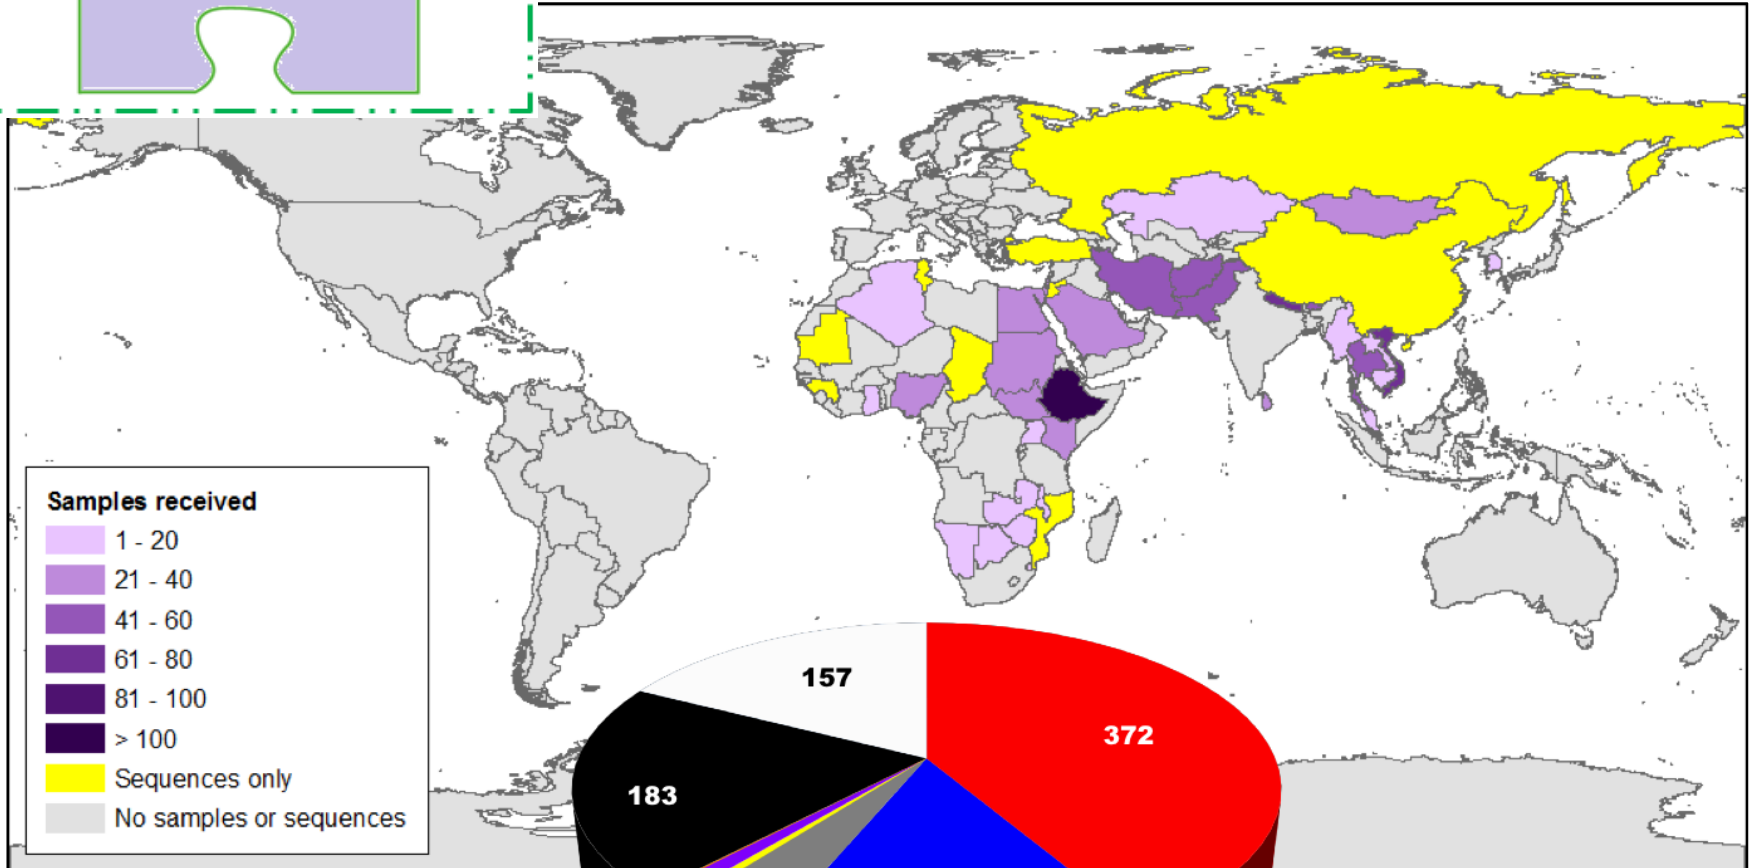 Samples received
1 - 20
21 - 40
41 - 60
61 - 80
81 - 100
> 100
Sequences only
No samples or sequences
157
372
183